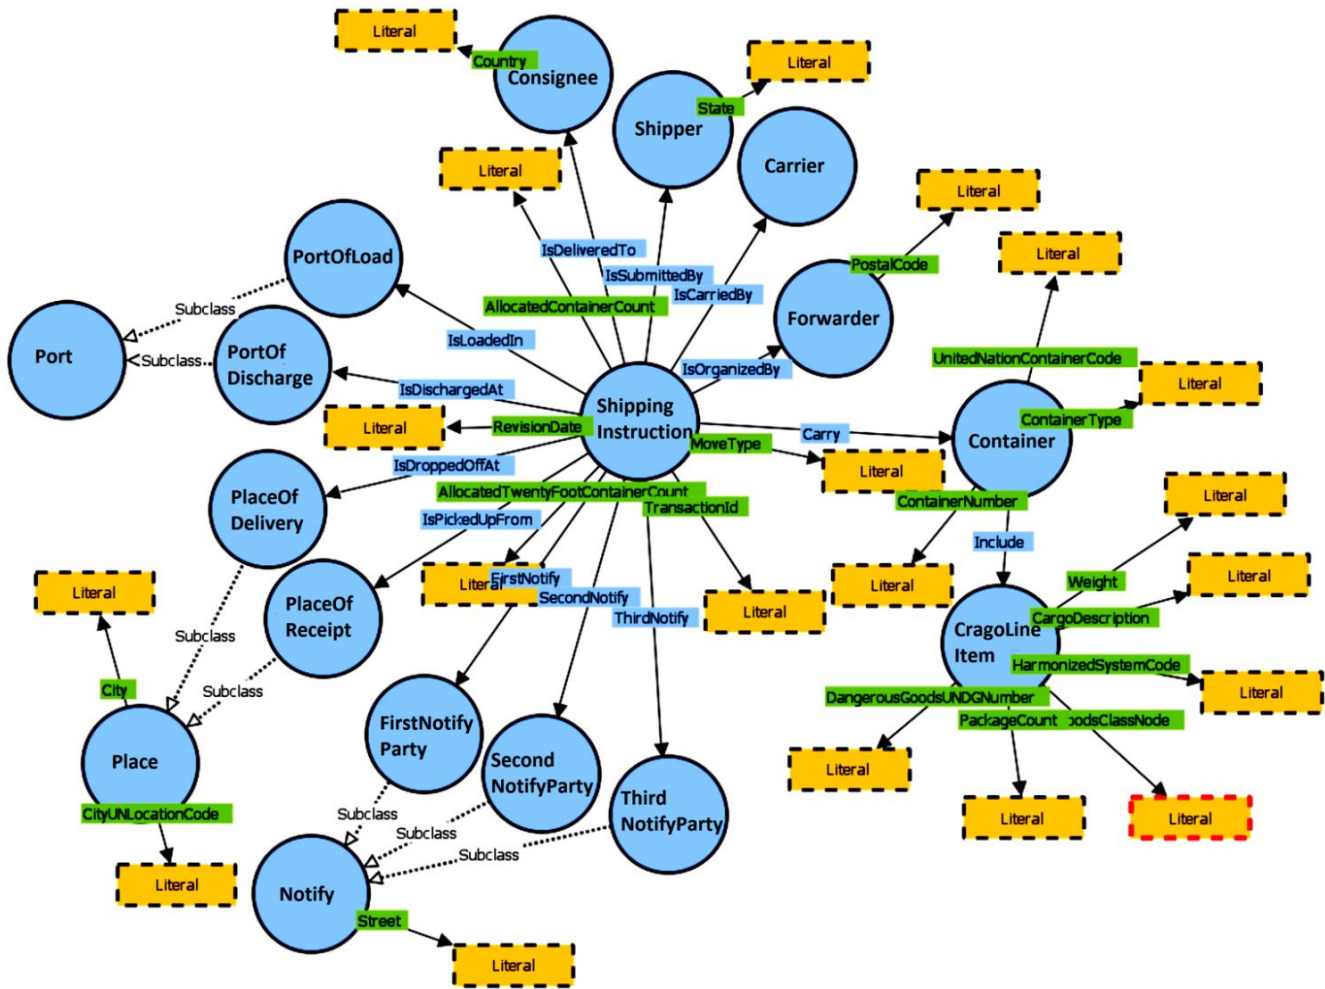 Literal
Country
Consignee
Literal
State
Shipper
Carrier
Literal
Literal
PortOfLoad
IsDeliveredTo
IsSubmittedBy
IsCarriedBy
PostalCode
Literal
Forwarder
AllocatedContainerCount
Subclass
Port
Subclass
PortOf
Discharge
IsLoadedIn
IsOrganizedBy
UnitedNationContainerCode
Literal
IsDischargedAt
Shipping
Instruction
ContainerType
Literal
RevisionDate
MoveType
Carry
Container
Literal
IsDroppedOffAt
PlaceOf
Delivery
AllocatedTwentyFootContainerCount
TransactionId
ContainerNumber
Literal
IsPickedUpFrom
Include
Literal
FirstNotify
SecondNotify
ThirdNotify
Literal
Literal
Weight
Literal
Literal
PlaceOf
Receipt
CargoDescription
CragoLine
Item
Subclass
HarmonizedSystemCode
Literal
City
Subclass
DangerousGoodsUNDGNumber
PackageCount
oodsClassNode
Place
FirstNotify
Party
Second
NotifyParty
Third
NotifyParty
Literal
Literal
Literal
CityUNLocationCode
Subclass
Subclass
Subclass
Literal
Notify
Street
Literal